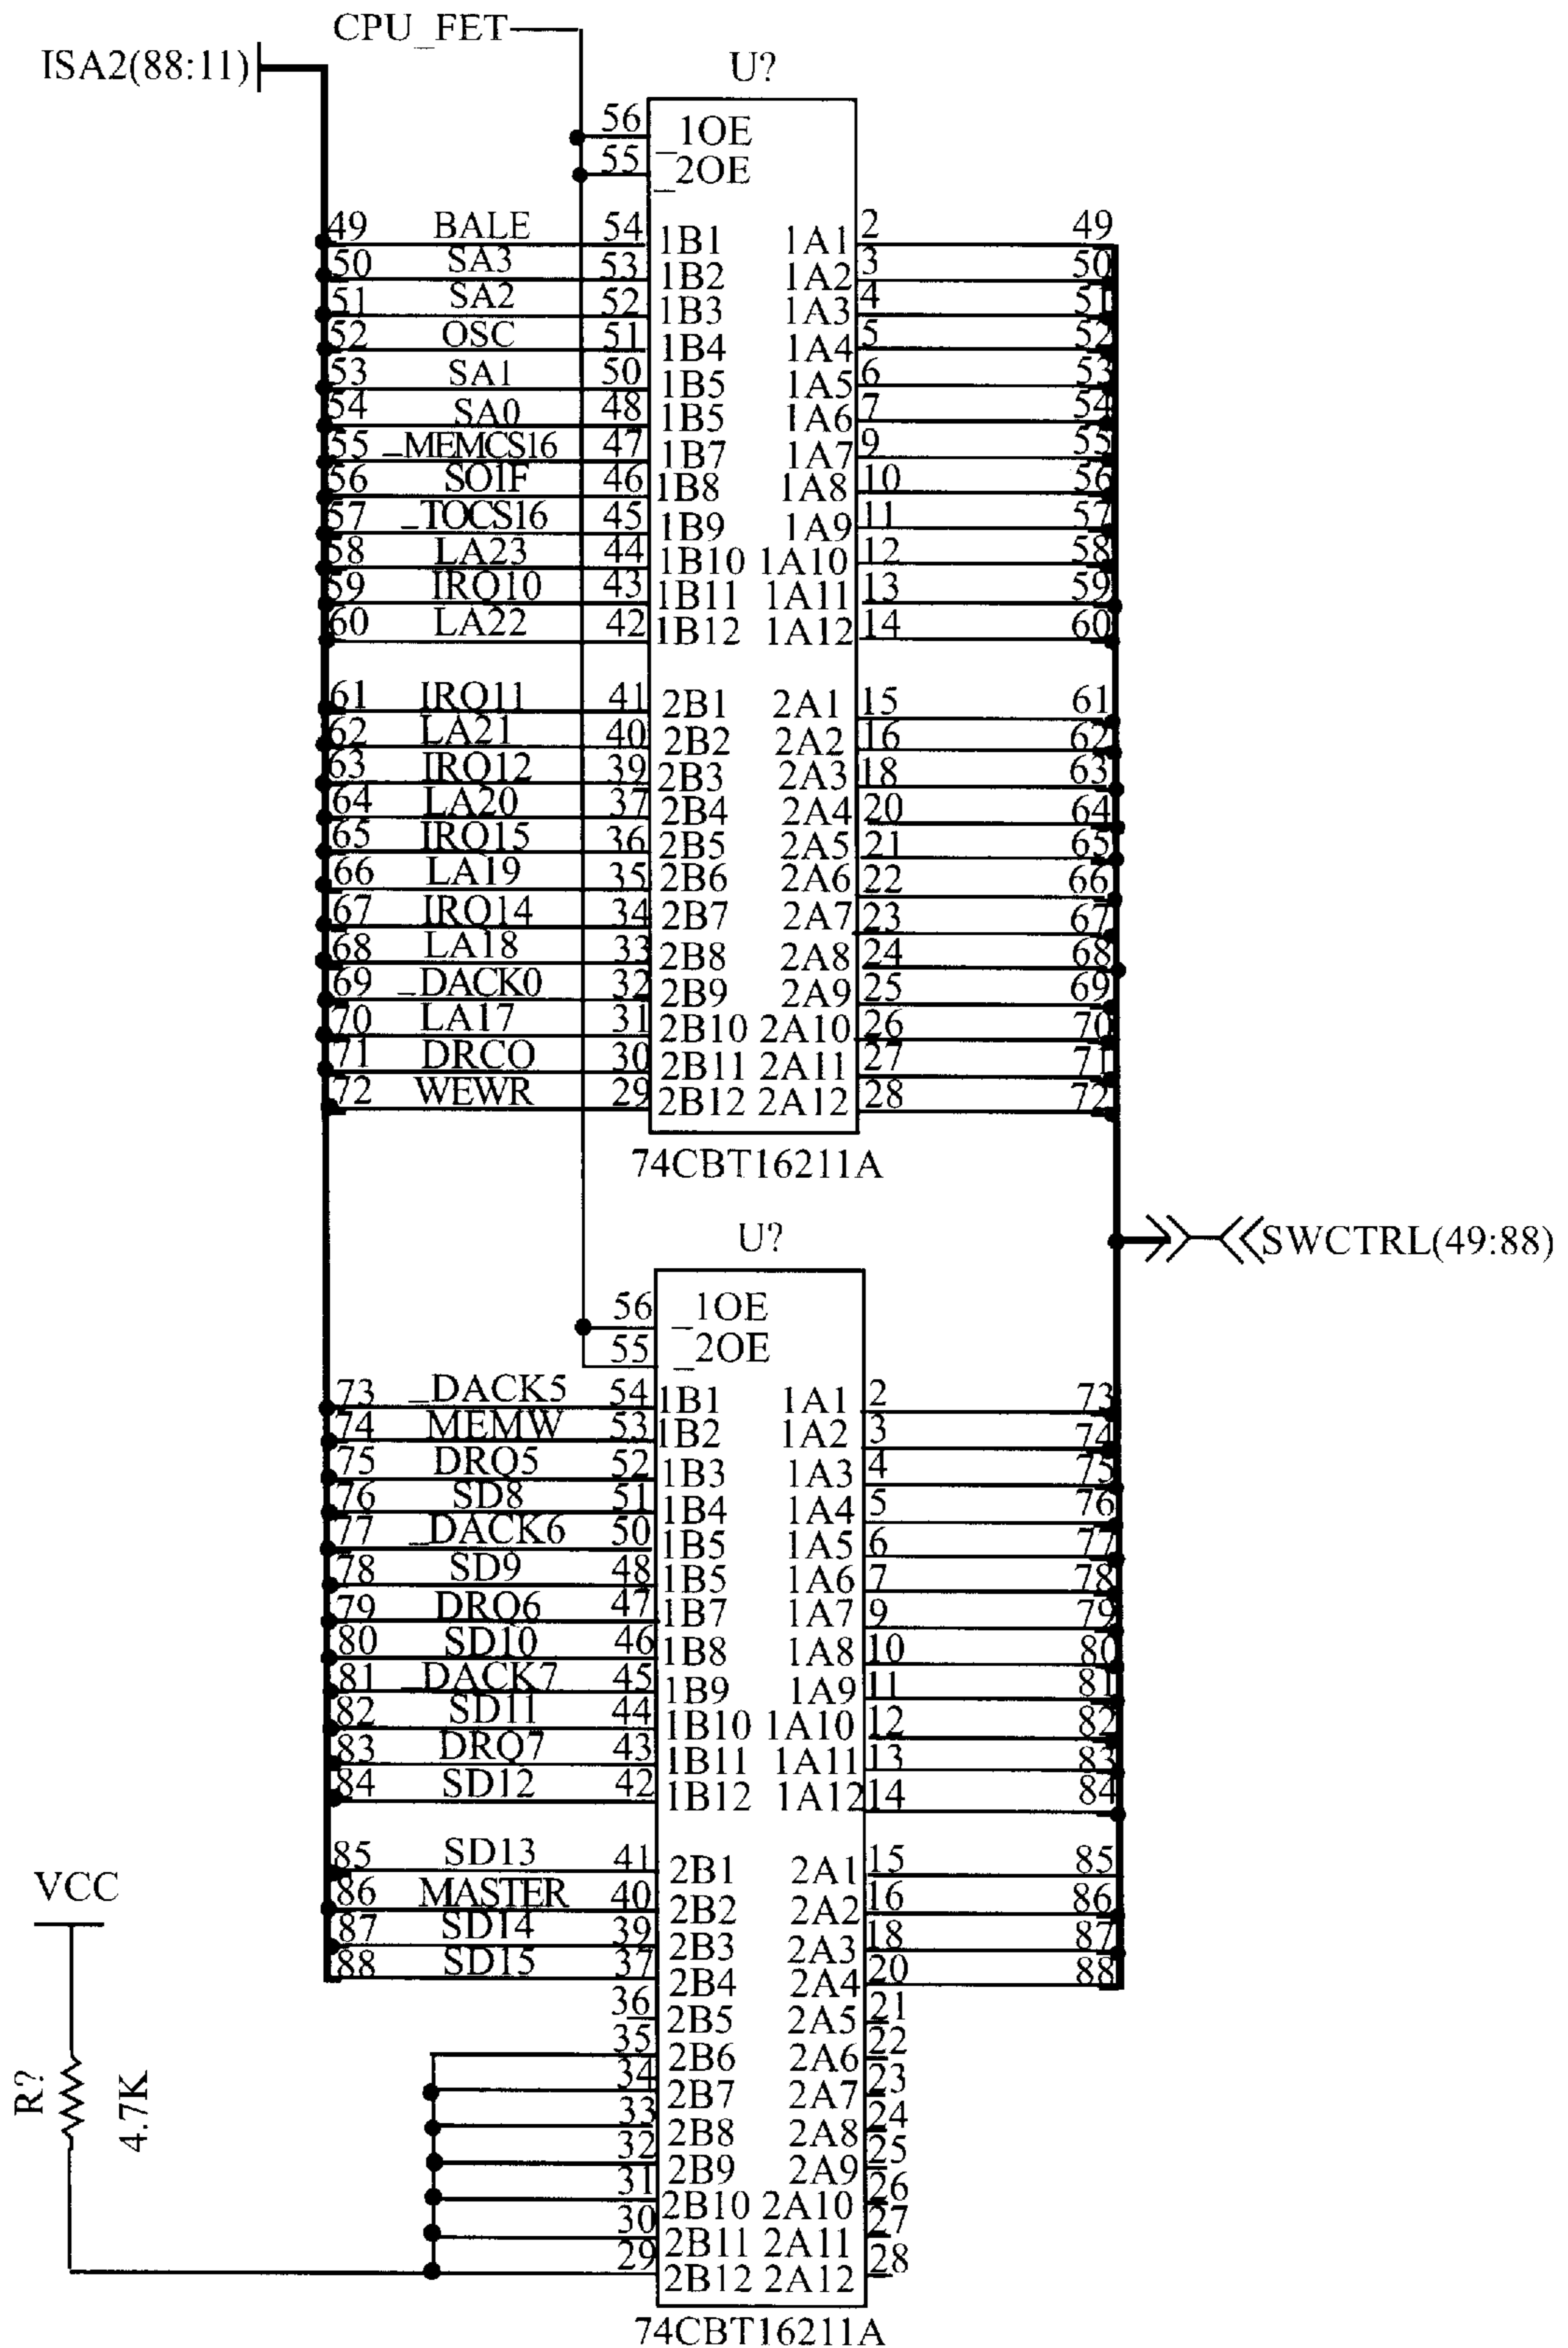 CPU_FET
ISA2(88:11)
U?
56 _1OE
55 _2OE
49 BALE 54 1B1 1A1 2 49
50 SA3 53 1B2 1A2 3 50
51 SA2 52 1B3 1A3 4 51
52 OSC 51 1B4 1A4 5 52
53 SA1 50 1B5 1A5 6 53
54 SA0 48 1B5 1A6 7 54
55 _MEMCS16 47 1B7 1A7 9 55
56 SO1F 46 1B8 1A8 10 56
57 _TOCS16 45 1B9 1A9 11 57
58 LA23 44 1B10 1A10 12 58
59 IRQ10 43 1B11 1A11 13 59
60 LA22 42 1B12 1A12 14 60
61 IRQ11 41 2B1 2A1 15 61
62 LA21 40 2B2 2A2 16 62
63 IRQ12 39 2B3 2A3 18 63
64 LA20 37 2B4 2A4 20 64
65 IRQ15 36 2B5 2A5 21 65
66 LA19 35 2B6 2A6 22 66
67 IRQ14 34 2B7 2A7 23 67
68 LA18 33 2B8 2A8 24 68
69 _DACK0 32 2B9 2A9 25 69
70 LA17 31 2B10 2A10 26 70
71 DRCO 30 2B11 2A11 27 71
72 WEWR 29 2B12 2A12 28 72
74CBT16211A
U?
SWCTRL(49:88)
56 _1OE
55 _2OE
73 _DACK5 54 1B1 1A1 2 73
74 MEMW 53 1B2 1A2 3 74
75 DRQ5 52 1B3 1A3 4 75
76 SD8 51 1B4 1A4 5 76
77 _DACK6 50 1B5 1A5 6 77
78 SD9 48 1B5 1A6 7 78
79 DRQ6 47 1B7 1A7 9 79
80 SD10 46 1B8 1A8 10 80
81 _DACK7 45 1B9 1A9 11 81
82 SD11 44 1B10 1A10 12 82
83 DRQ7 43 1B11 1A11 13 83
84 SD12 42 1B12 1A12 14 84
85 SD13 41 2B1 2A1 15 85
VCC
86 MASTER 40 2B2 2A2 16 86
87 SD14 39 2B3 2A3 18 87
88 SD15 37 2B4 2A4 20 88
36 2B5 2A5 21
35 2B6 2A6 22
R? 4.7K
34 2B7 2A7 23
33 2B8 2A8 24
32 2B9 2A9 25
31 2B10 2A10 26
30 2B11 2A11 27
29 2B12 2A12 28
74CBT16211A